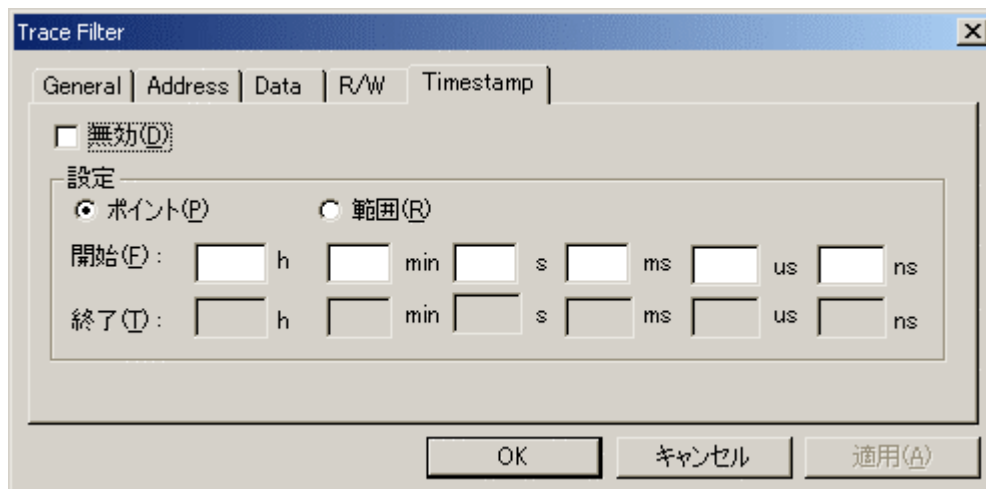 Trace Filter
General Address Data R/W Timestamp
無効(D)
設定
ポイント(P) 範囲(R)
開始(F): h min s ms us ns
終了(T): h min s ms us ns
OK キャンセル 適用(A)